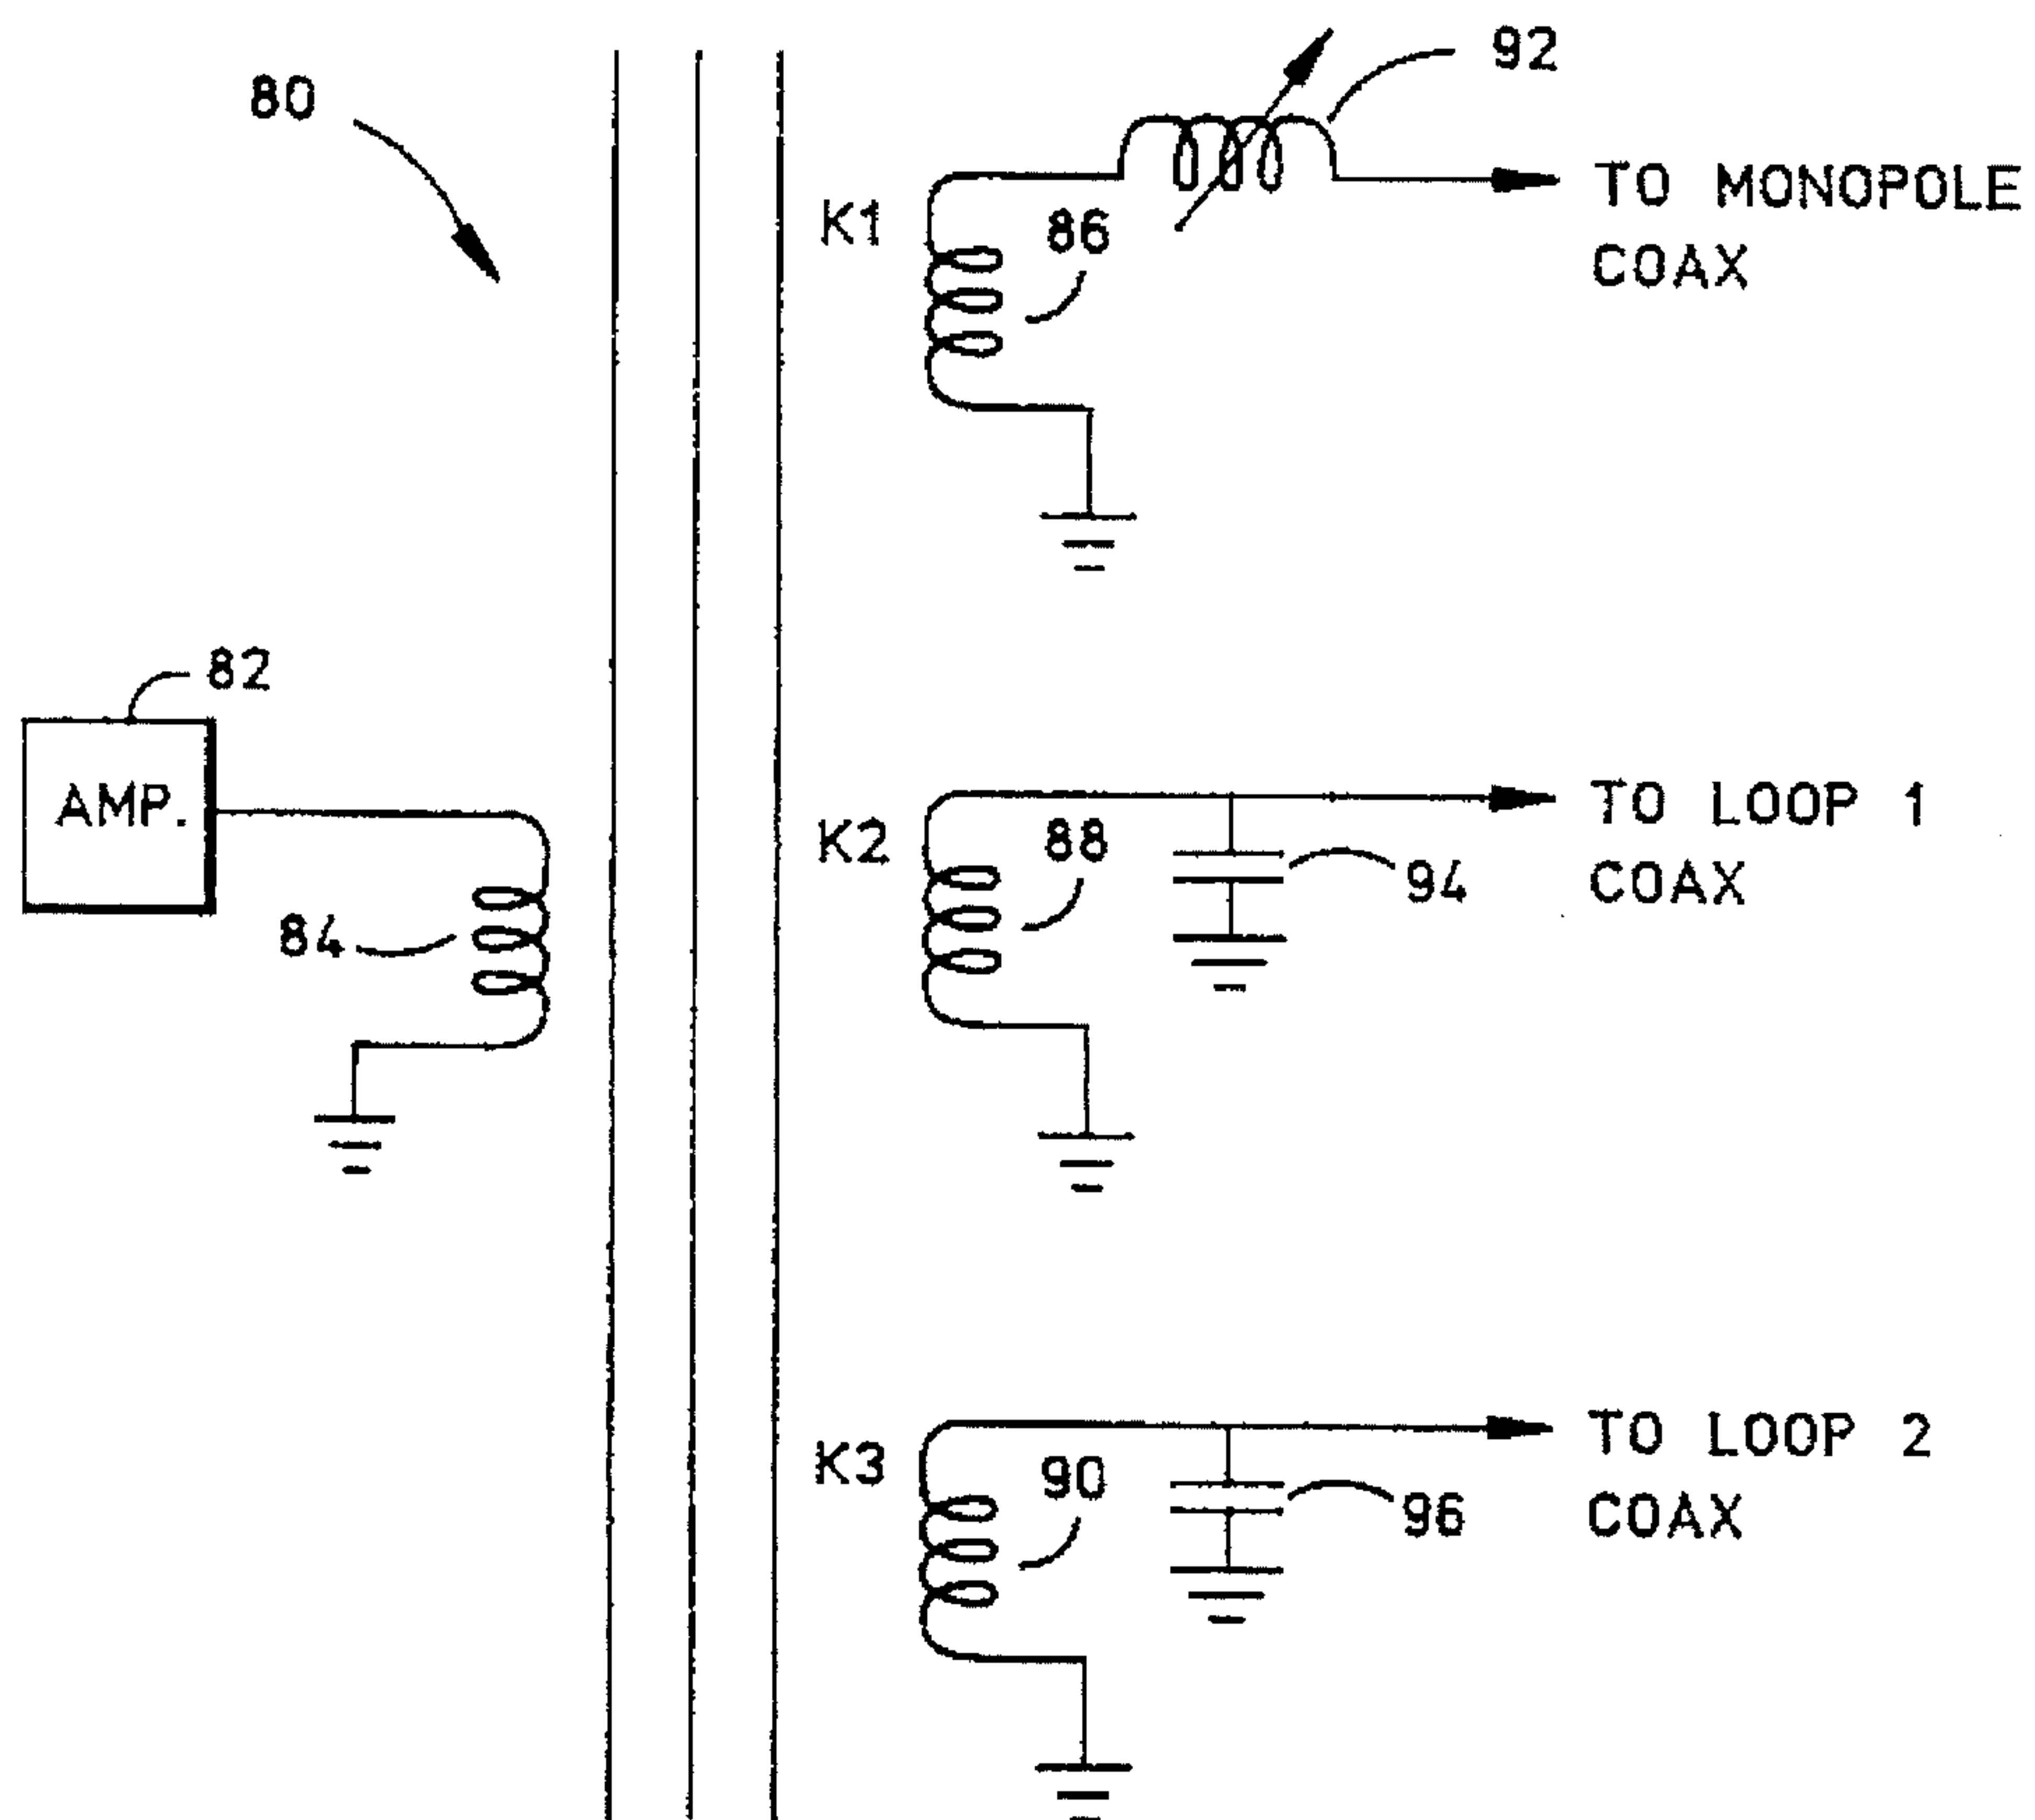 80
92
TO MONOPOLE
COAX
K1
86
82
AMP.
84
K2
88
94
TO LOOP 1
COAX
K3
90
96
TO LOOP 2
COAX